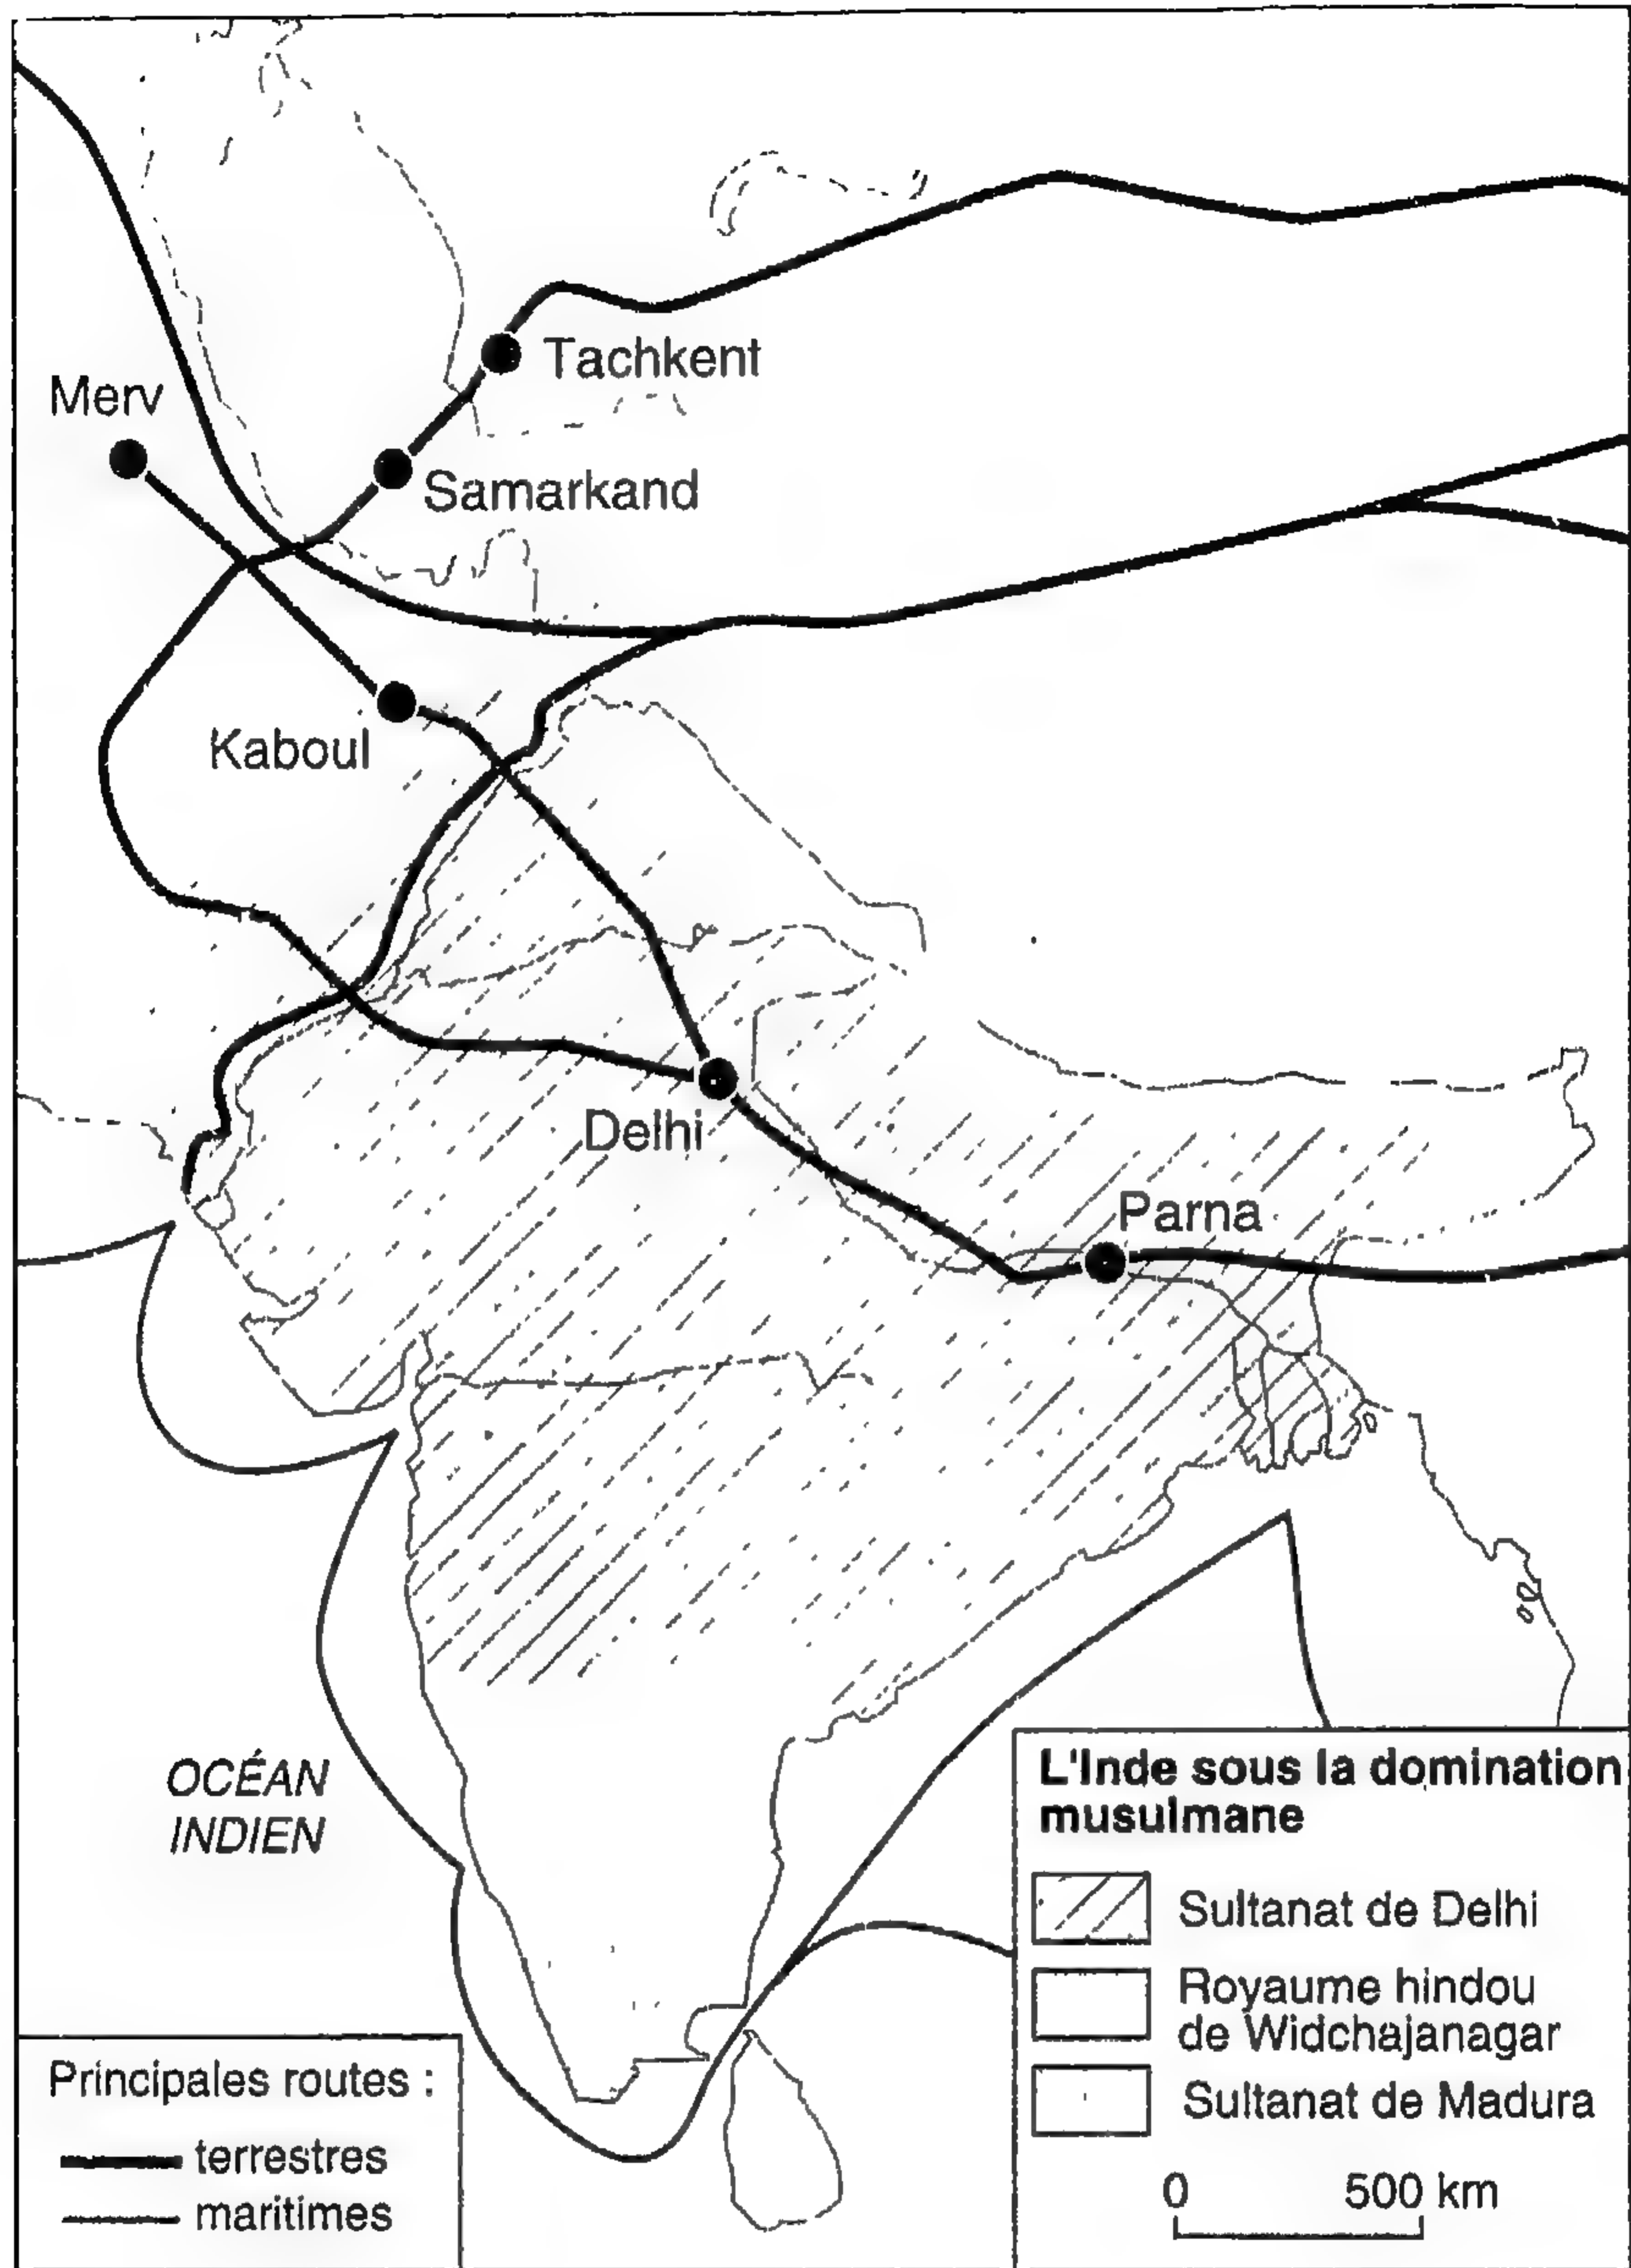 Tachkent
Merv
Samarkand
Kaboul
Delhi
Parna
OCÉAN
INDIEN
L'Inde sous la domination
musulmane
Sultanat de Delhi
Royaume hindou
de Widchajanagar
Sultanat de Madura
0 500 km
Principales routes :
terrestres
maritimes